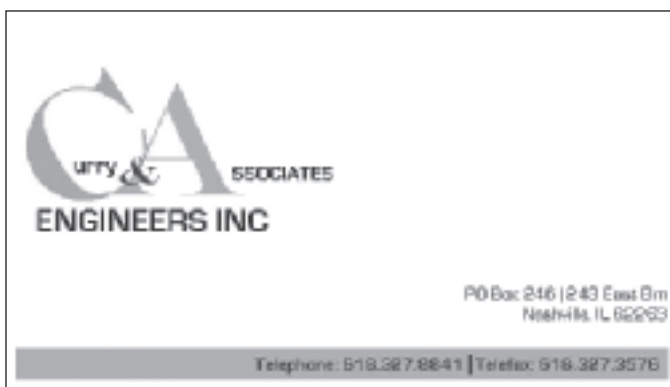 Curry & Associates
ENGINEERS INC
PO Box 246 | 243 East Elm
Nashville, IL 62263
Telephone: 618.327.8841 | Telefax: 618.327.3576